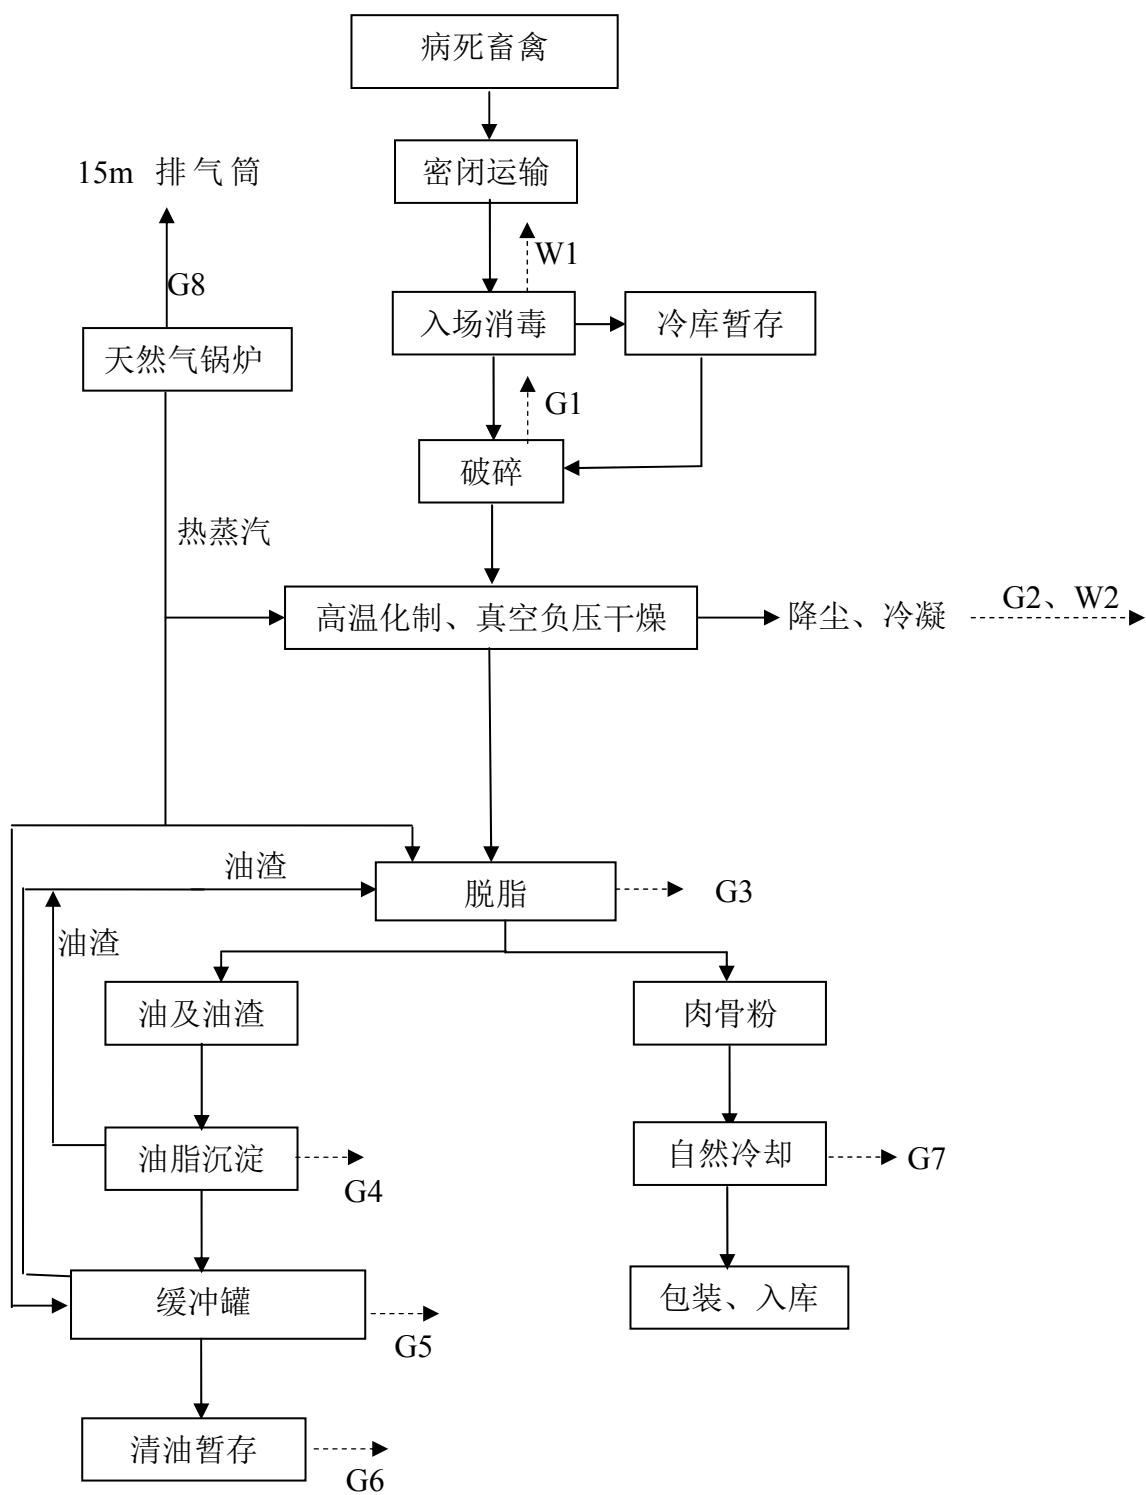 病死畜禽
密闭运输
15m 排气筒
W1
G8
入场消毒
冷库暂存
天然气锅炉
G1
破碎
热蒸汽
高温化制、真空负压干燥
降尘、冷凝
G2、W2
油渣
脱脂
G3
油渣
油及油渣
肉骨粉
油脂沉淀
G4
自然冷却
G7
缓冲罐
G5
包装、入库
清油暂存
G6